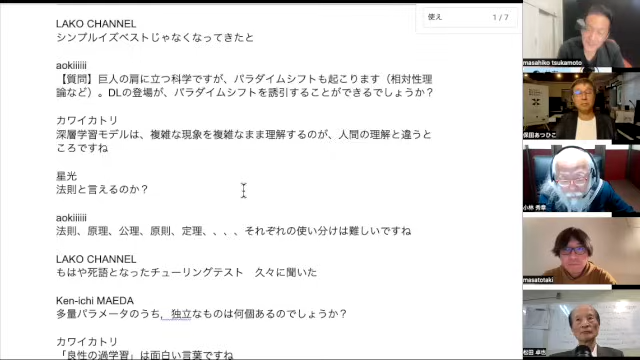 LAKO CHANNEL
シンプルイズベストじゃなくなってきたと
aokiiiiii
【質問】巨人の肩に立つ科学ですが、パラダイムシフトも起こります（相対性理
論など）。DLの登場が、パラダイムシフトを誘引することができるでしょうか？
カワイカトリ
深層学習モデルは、複雑な現象を複雑なまま理解するのが、人間の理解と違うと
ころですね
星光
法則と言えるのか？
aokiiiiii
法則、原理、公理、原則、定理、、、、それぞれの使い分けは難しいですね
LAKO CHANNEL
もはや死語となったチューリングテスト　久々に聞いた
Ken-ichi MAEDA
多量パラメータのうち，独立なものは何個あるのでしょうか？
カワイカトリ
「良性の過学習」は面白い言葉ですね
使え
1 / 7
masahiko tsukamoto
保田あつひこ
小林 秀章
masatotaki
松田 卓也